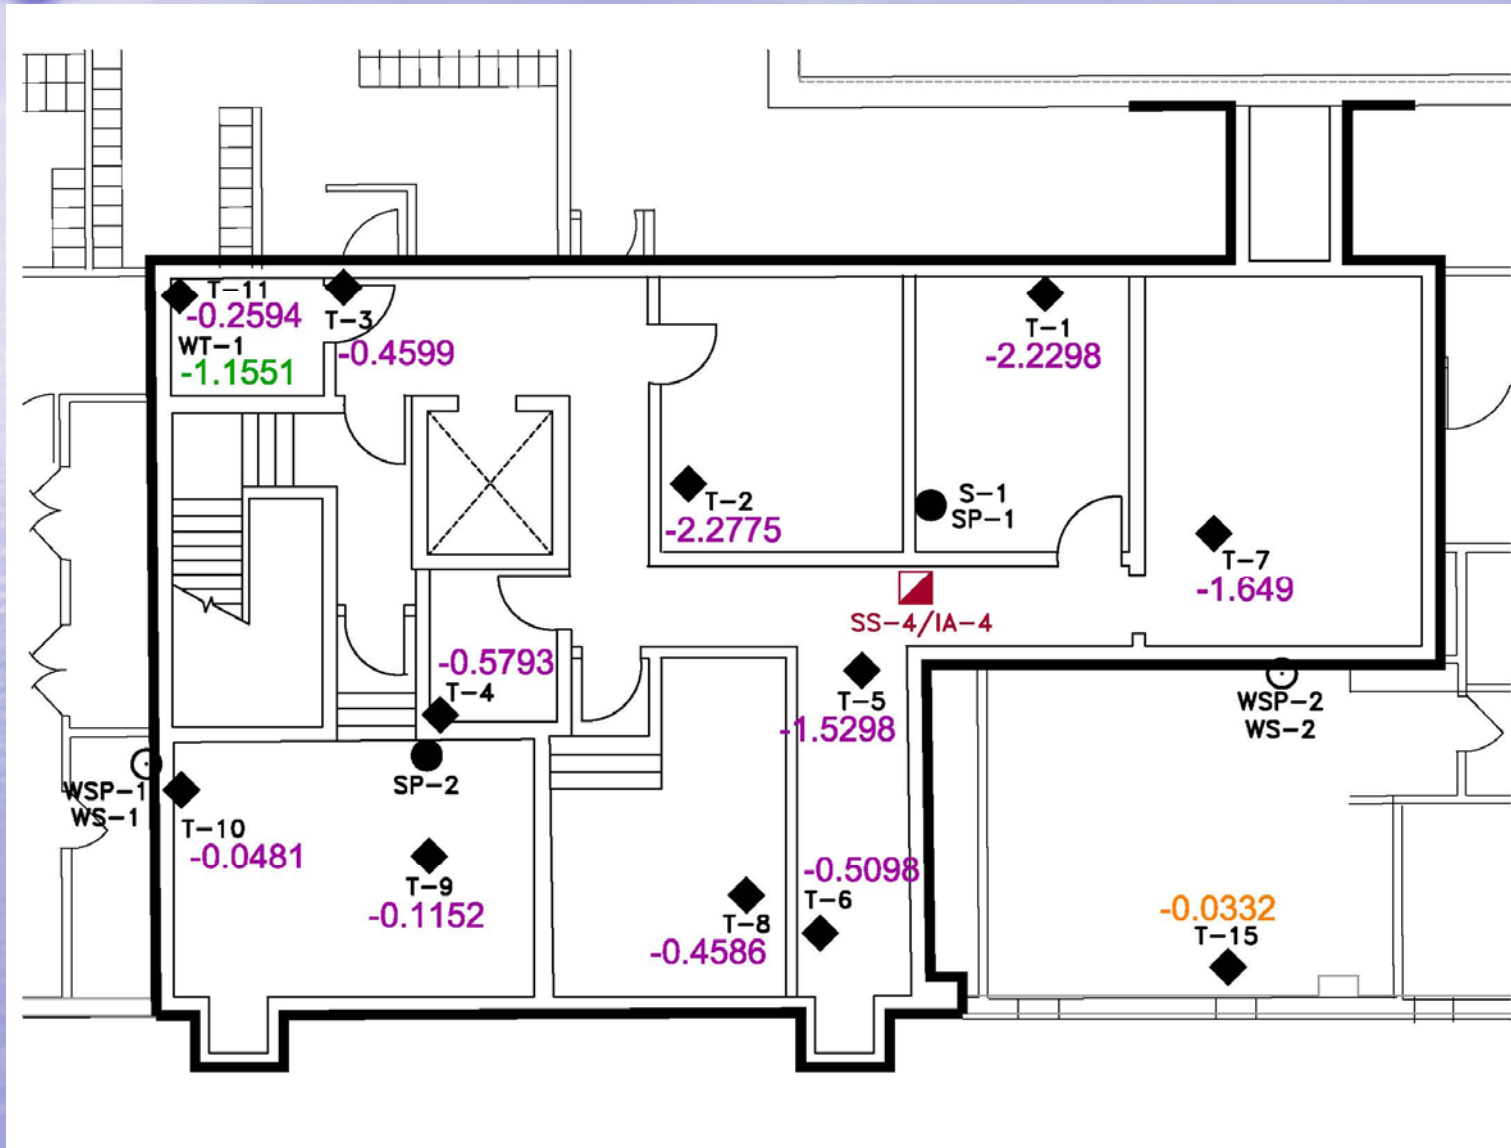 T-11
-0.2594
WT-1
-1.1551
T-3
-0.4599
T-1
-2.2298
T-2
-2.2775
S-1
SP-1
T-7
-1.649
SS-4/IA-4
-0.5793
T-4
T-5
-1.5298
WSP-2
WS-2
SP-2
WSP-1
WS-1
T-10
-0.0481
T-9
-0.1152
-0.5098
T-6
T-8
-0.4586
-0.0332
T-15